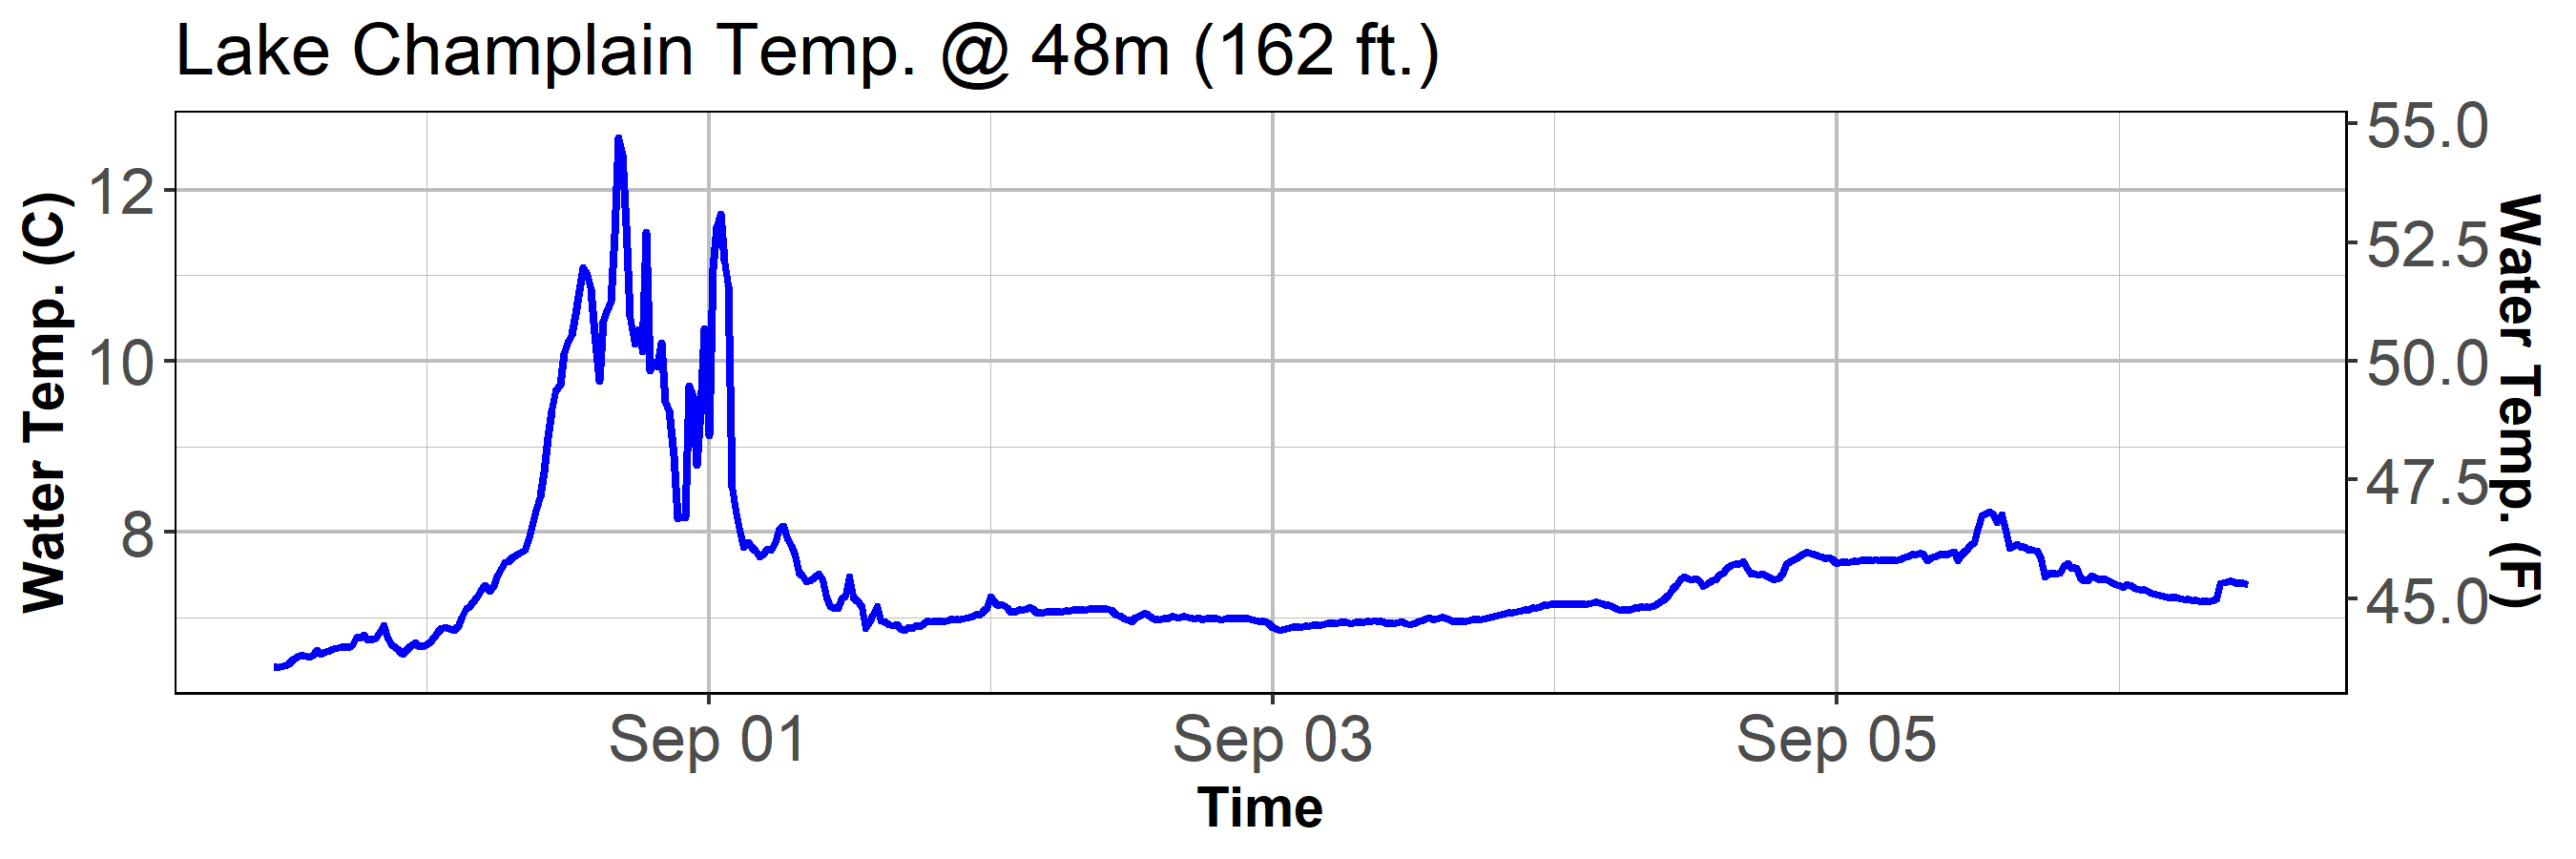 Lake Champlain Temp. @ 48m (162 ft.)
Water Temp. (C)
12
10
8
55.0
52.5
50.0
47.5
45.0
Water Temp. (F)
Sep 01
Sep 03
Sep 05
Time